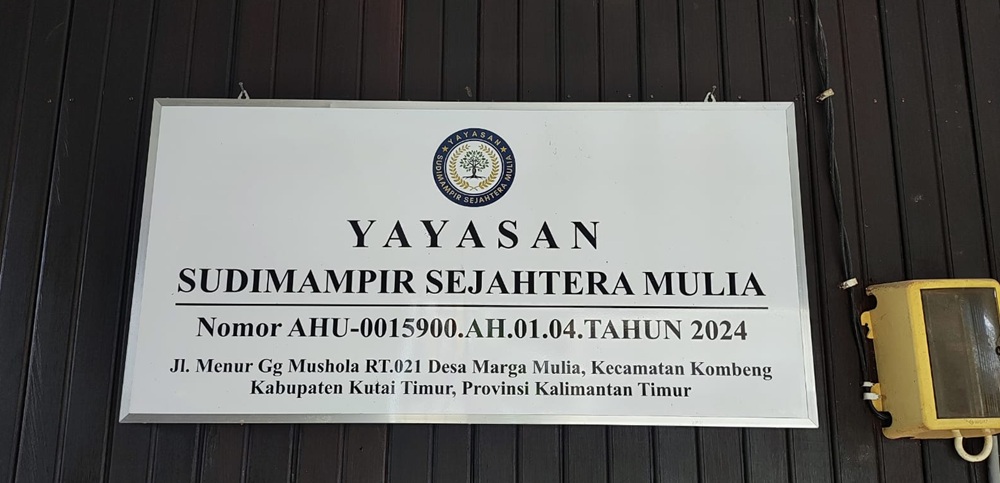 YAYASAN
SUDIMAMPIR SEJAHTERA MULIA
YAYASAN
SUDIMAMPIR SEJAHTERA MULIA
Nomor AHU-0015900.AH.01.04.TAHUN 2024
Jl. Menur Gg Mushola RT.021 Desa Marga Mulia, Kecamatan Kombeng
Kabupaten Kutai Timur, Provinsi Kalimantan Timur